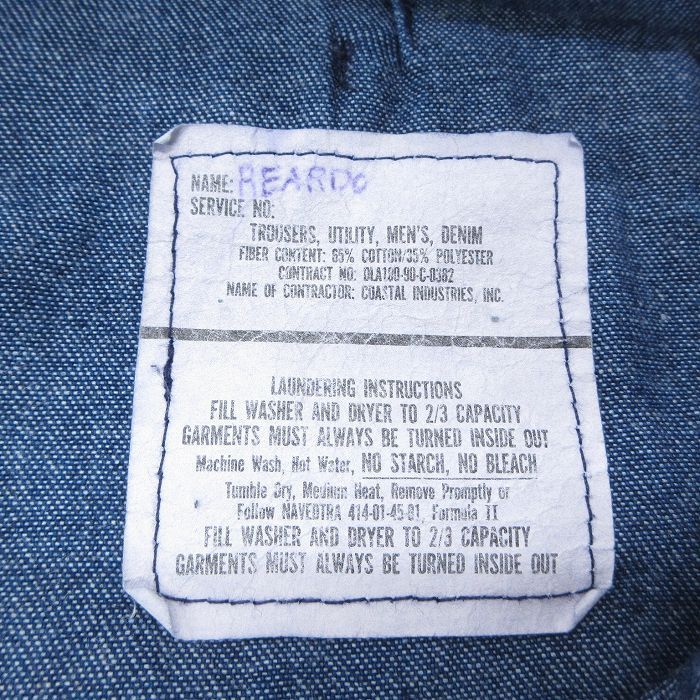 NAME: REARDO
SERVICE NO:
TROUSERS, UTILITY, MEN'S, DENIM
FIBER CONTENT: 65% COTTON/35% POLYESTER
CONTRACT NO: DLA100-90-C-0382
NAME OF CONTRACTOR: COASTAL INDUSTRIES, INC.
LAUNDERING INSTRUCTIONS
FILL WASHER AND DRYER TO 2/3 CAPACITY
GARMENTS MUST ALWAYS BE TURNED INSIDE OUT
Machine Wash, Hot Water, NO STARCH, NO BLEACH
Tumble Dry, Medium Heat, Remove Promptly or
Follow NAVEDTRA 414-01-45-81, Formula II
FILL WASHER AND DRYER TO 2/3 CAPACITY
GARMENTS MUST ALWAYS BE TURNED INSIDE OUT